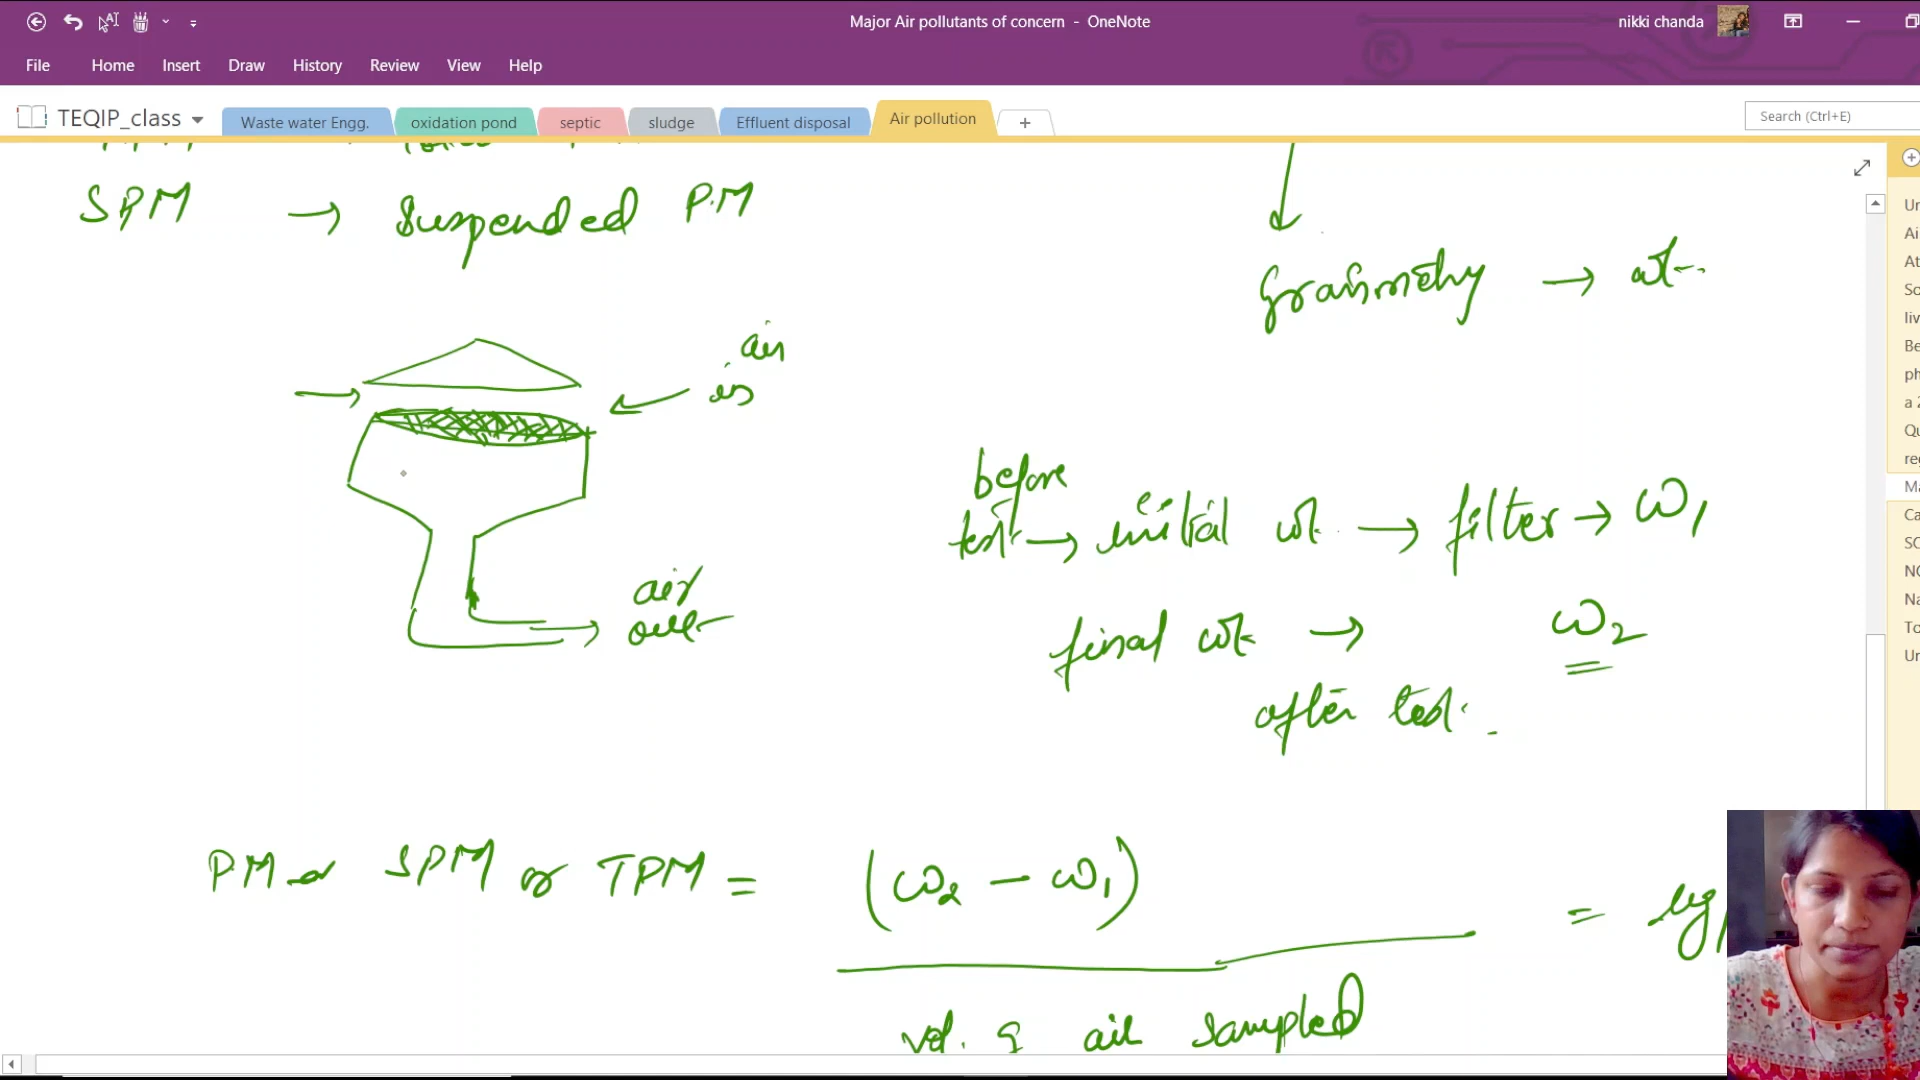 Major Air pollutants of concern - OneNote
nikki chanda
File Home Insert Draw History Review View Help
TEQIP_class
Waste water Engg. oxidation pond septic sludge Effluent disposal Air pollution +
Search (Ctrl+E)
SPM → Suspended P.M
Gravimetry → wt.
air
in
before
test → initial wt. → filter → ω1
air
out
final wt → ω2
after test.
PM or SPM or TPM = (ω2 - ω1) =
vol. of air sampled